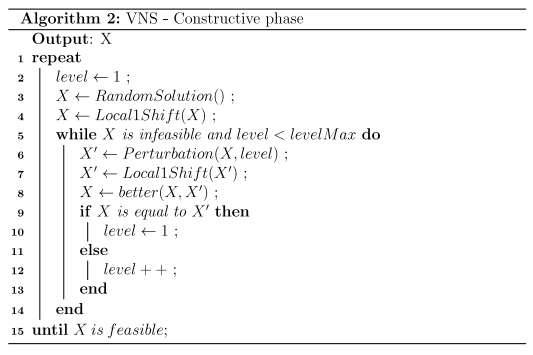 Algorithm 2: VNS - Constructive phase
Output: X
1 repeat
2 level ← 1 ;
3 X ← RandomSolution() ;
4 X ← Local1Shift(X) ;
5 while X is infeasible and level < levelMax do
6 X′ ← Perturbation(X, level) ;
7 X′ ← Local1Shift(X′) ;
8 X ← better(X, X′) ;
9 if X is equal to X′ then
10 level ← 1 ;
11 else
12 level + + ;
13 end
14 end
15 until X is feasible;